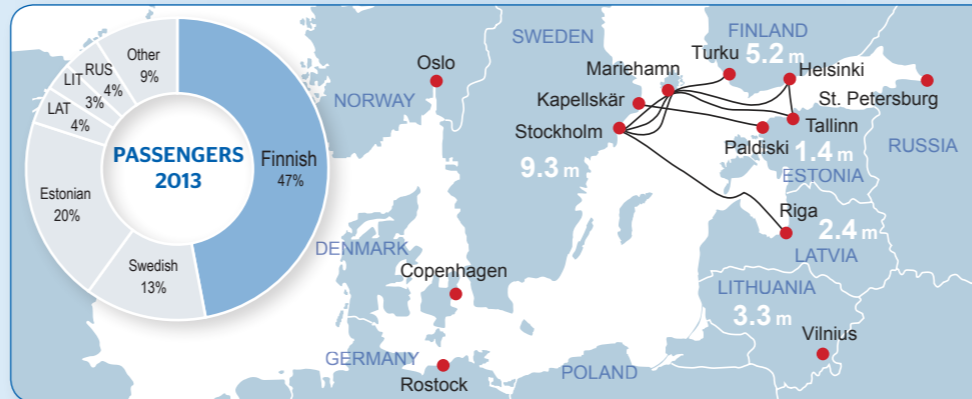 PASSENGERS
2013
Finnish
47%
Swedish
13%
Estonian
20%
LAT
4%
LIT
3%
RUS
4%
Other
9%
SWEDEN
9.3 m
FINLAND
5.2 m
NORWAY
DENMARK
GERMANY
POLAND
LITHUANIA
3.3 m
LATVIA
2.4 m
ESTONIA
1.4 m
RUSSIA
Oslo
Mariehamn
Turku
Helsinki
St. Petersburg
Kapellskär
Stockholm
Tallinn
Paldiski
Riga
Copenhagen
Rostock
Vilnius